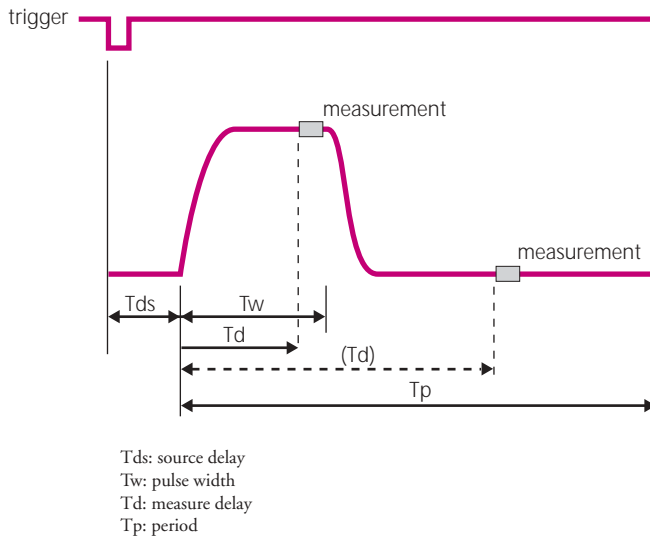 trigger
measurement
measurement
Tds
Tw
Td
(Td)
Tp
Tds: source delay
Tw: pulse width
Td: measure delay
Tp: period